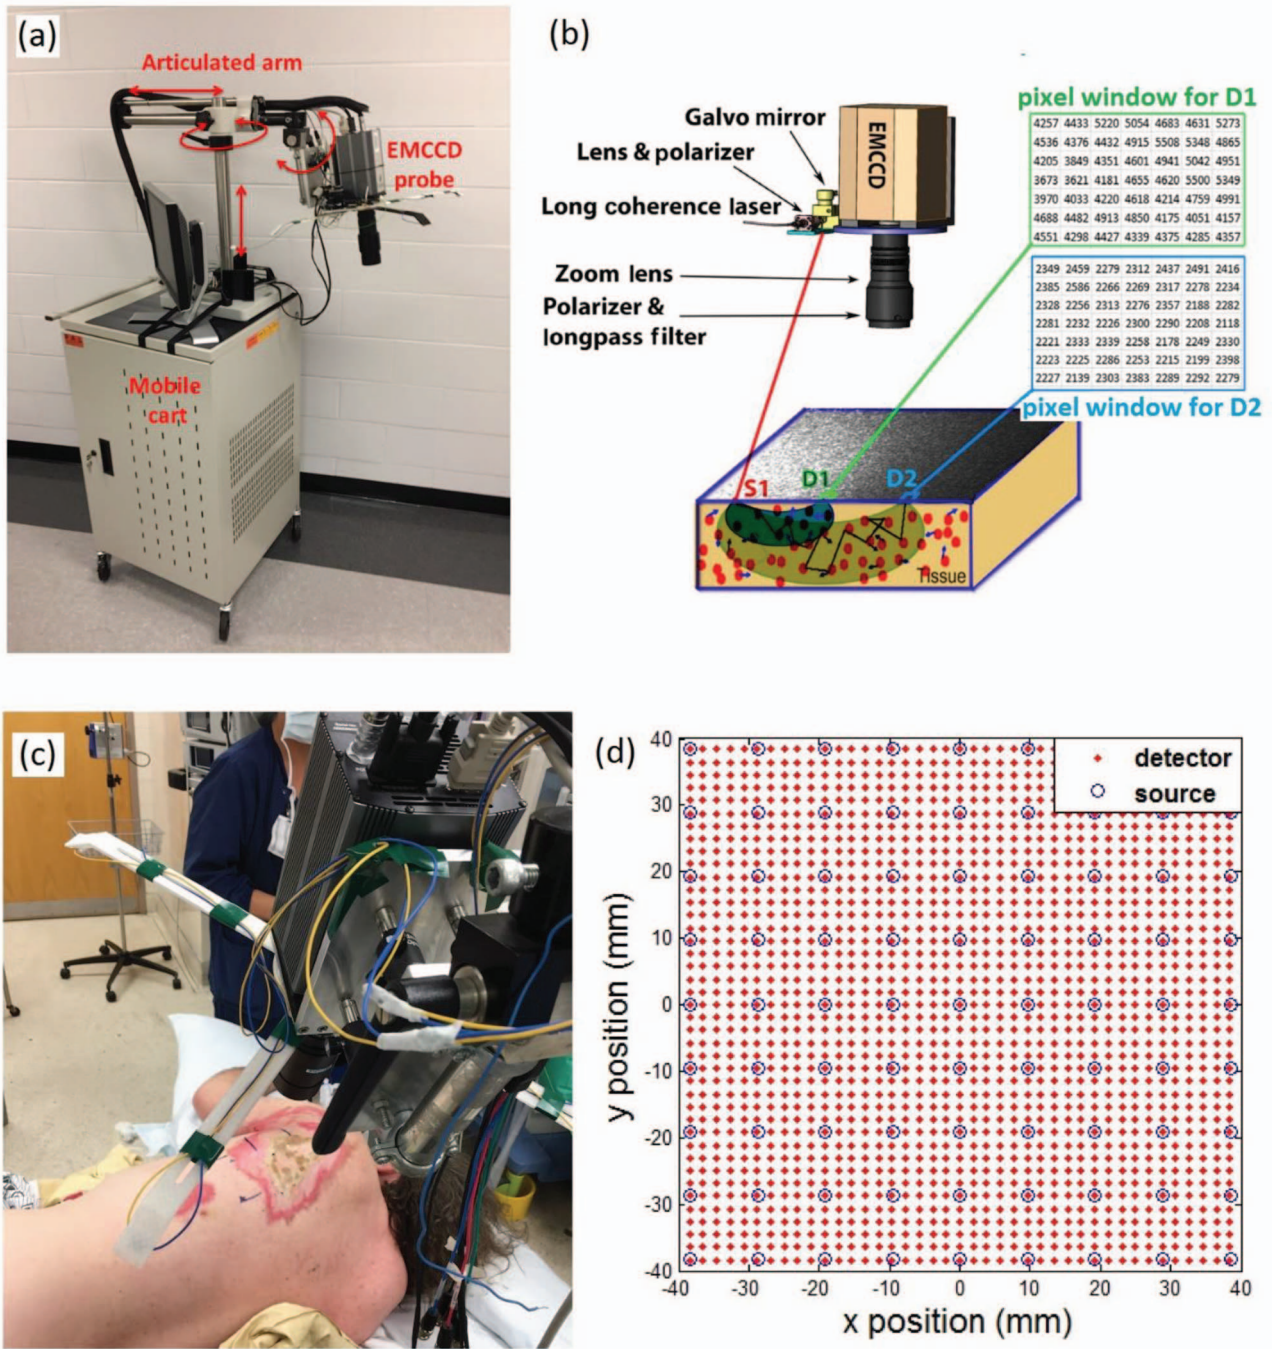 (a)
Articulated arm
EMCCD
probe
Mobile
cart
(b)
pixel window for D1
4257 4433 5220 5054 4683 4631 5273
4536 4376 4432 4915 5508 5348 4865
4205 3849 4351 4601 4941 5042 4951
3673 3621 4181 4655 4620 5500 5349
3970 4033 4220 4618 4214 4759 4991
4688 4482 4913 4850 4175 4051 4157
4551 4298 4427 4339 4375 4285 4357
Galvo mirror
Lens & polarizer
Long coherence laser
EMCCD
Zoom lens
Polarizer &
longpass filter
2349 2459 2279 2312 2437 2491 2416
2385 2586 2266 2269 2317 2278 2234
2328 2256 2313 2276 2357 2188 2282
2281 2232 2226 2300 2290 2208 2118
2221 2333 2339 2258 2178 2249 2330
2223 2225 2286 2253 2215 2199 2398
2227 2139 2303 2383 2289 2292 2279
pixel window for D2
S1 D1 D2
Tissue
(c)
(d)
detector
source
40
30
20
10
0
-10
-20
-30
-40
y position (mm)
-40 -30 -20 -10 0 10 20 30 40
x position (mm)